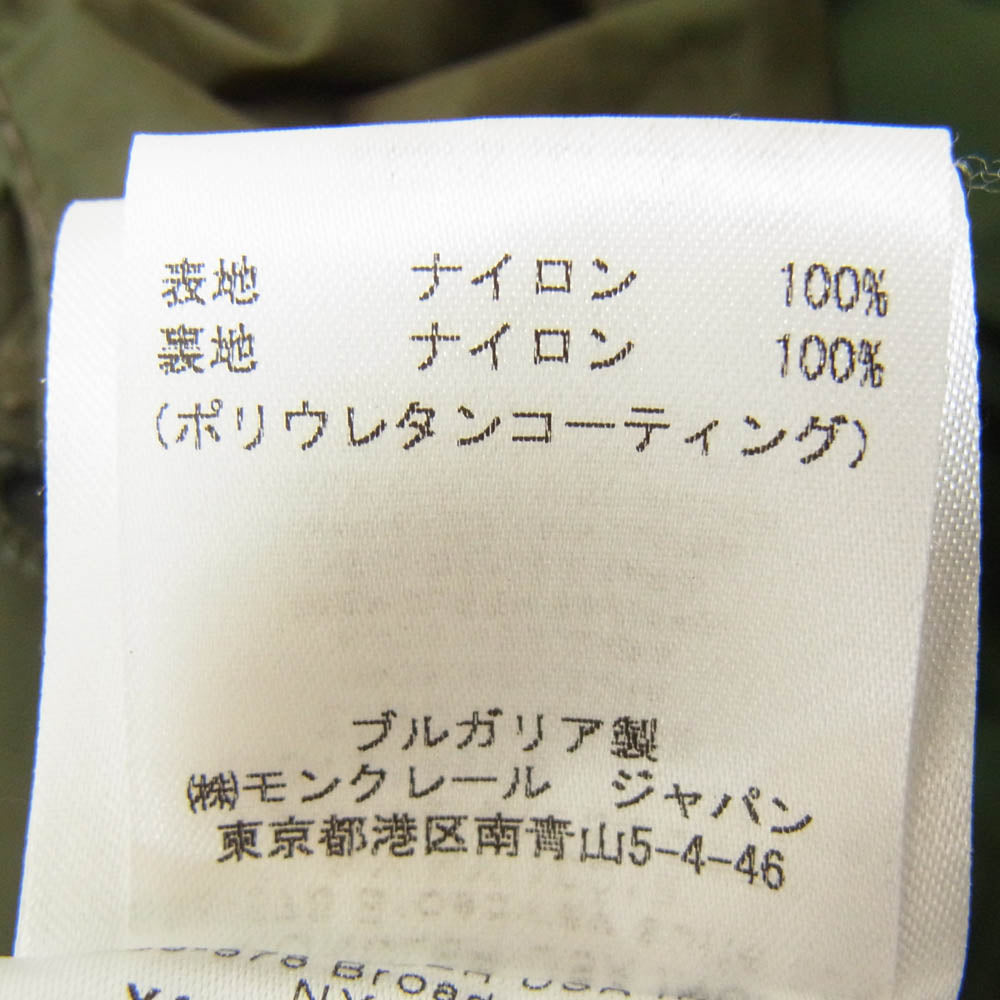 表地 ナイロン 100%
裏地 ナイロン 100%
(ポリウレタンコーティング)
ブルガリア製
㈱モンクレール ジャパン
東京都港区南青山5-4-46
Broad
NY